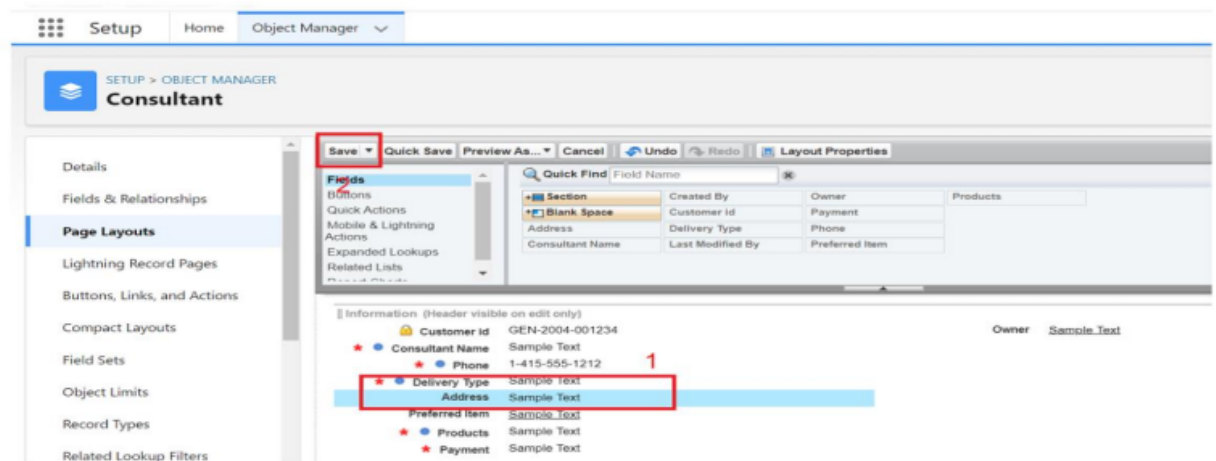 Setup Home Object Manager
SETUP > OBJECT MANAGER
Consultant
Details
Fields & Relationships
Page Layouts
Lightning Record Pages
Buttons, Links, and Actions
Compact Layouts
Field Sets
Object Limits
Record Types
Related Lookup Filters
Save Quick Save Preview As... Cancel Undo Redo Layout Properties
2
Fields
Buttons
Quick Actions
Mobile & Lightning
Actions
Expanded Lookups
Related Lists
Report Charts
Quick Find Field Name
Section Created By Owner Products
Blank Space Customer id Payment
Address Delivery Type Phone
Consultant Name Last Modified By Preferred Item
Information (Header visible on edit only)
Customer Id GEN-2004-001234 Owner Sample Text
Consultant Name Sample Text
Phone 1-415-555-1212 1
Delivery Type Sample Text
Address Sample Text
Preferred Item Sample Text
Products Sample Text
Payment Sample Text